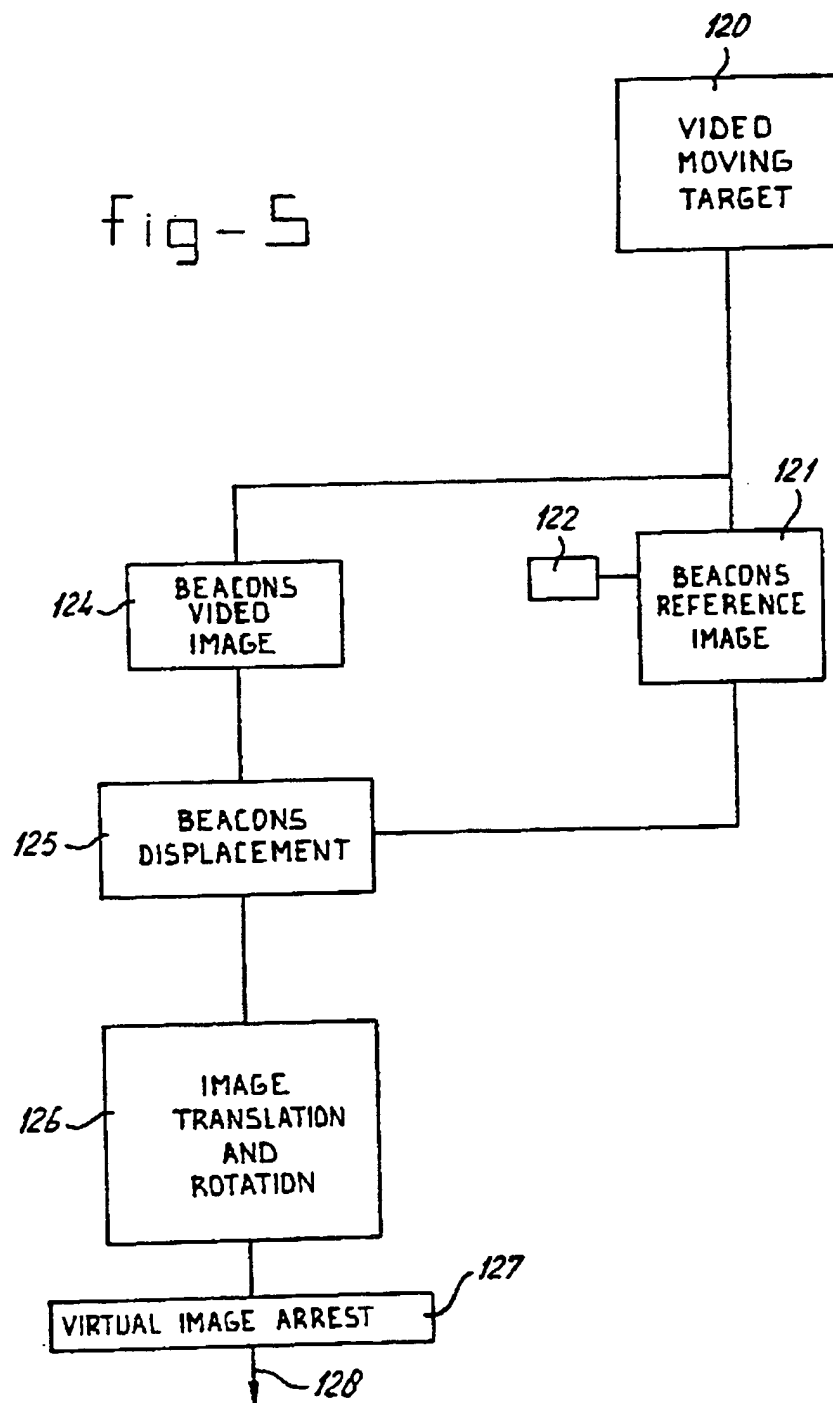 120
VIDEO
MOVING
TARGET
fig-5
121
122
BEACONS
REFERENCE
IMAGE
124
BEACONS
VIDEO
IMAGE
125
BEACONS
DISPLACEMENT
126
IMAGE
TRANSLATION
AND
ROTATION
127
VIRTUAL IMAGE ARREST
128